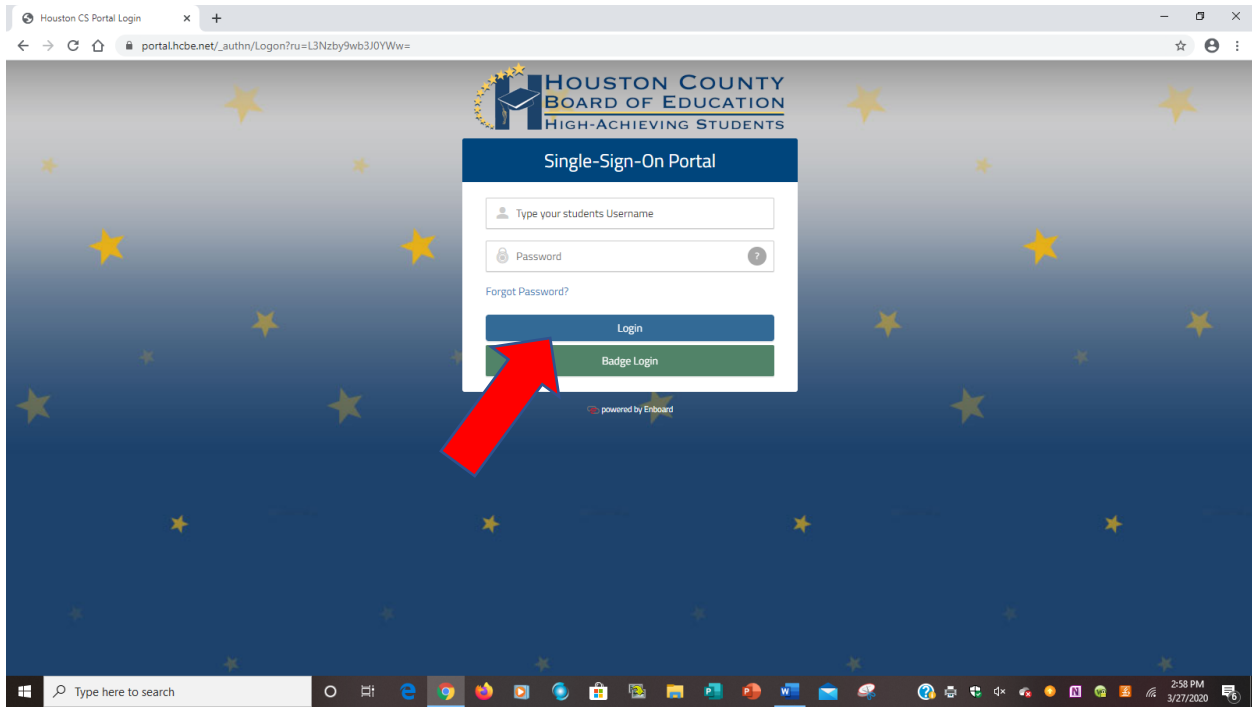 Houston CS Portal Login
portal.hcbe.net/_authn/Logon?ru=L3Nzby9wb3J0YWw=
HOUSTON COUNTY
BOARD OF EDUCATION
HIGH-ACHIEVING STUDENTS
Single-Sign-On Portal
Type your students Username
Password
?
Forgot Password?
Login
Badge Login
powered by Enboard
Type here to search
2:58 PM
3/27/2020
6